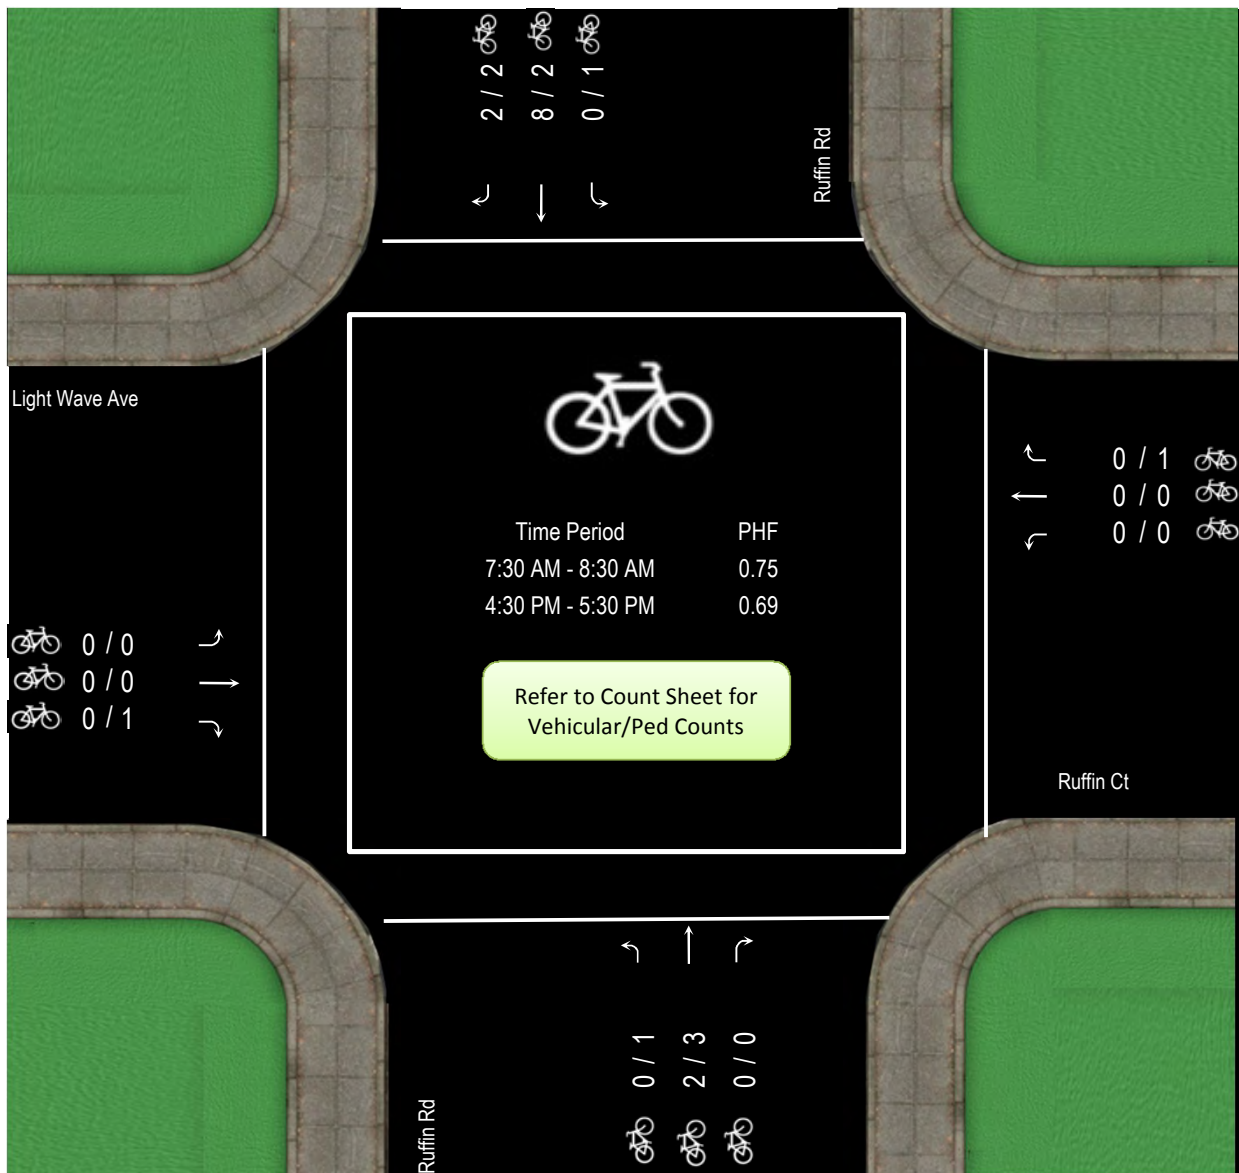 2 / 2
8 / 2
0 / 1
Ruffin Rd
Light Wave Ave
0 / 1
0 / 0
0 / 0
Time Period PHF
7:30 AM - 8:30 AM 0.75
4:30 PM - 5:30 PM 0.69
0 / 0
0 / 0
0 / 1
Refer to Count Sheet for
Vehicular/Ped Counts
Ruffin Ct
0 / 1
2 / 3
0 / 0
Ruffin Rd